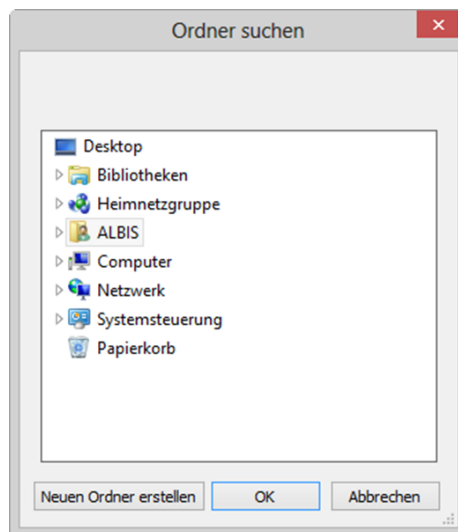 Ordner suchen
Desktop
Bibliotheken
Heimnetzgruppe
ALBIS
Computer
Netzwerk
Systemsteuerung
Papierkorb
Neuen Ordner erstellen OK Abbrechen